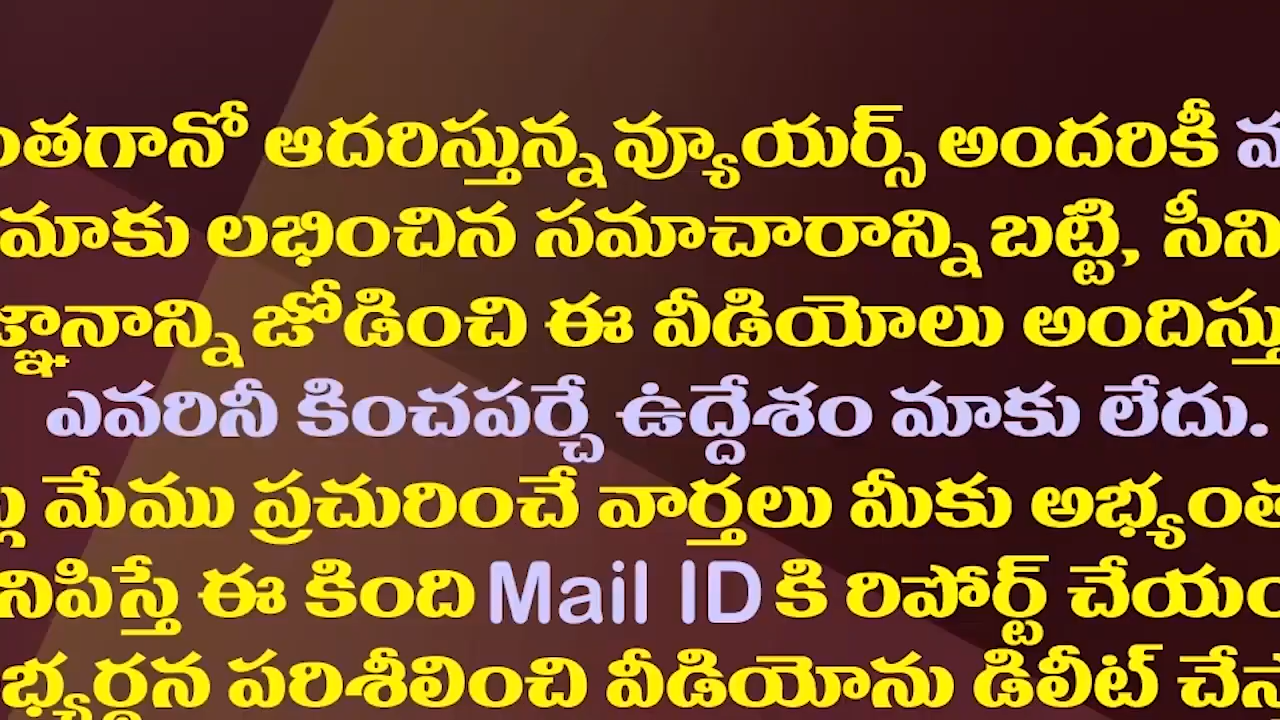 ఆదరిస్తున్న వ్యూయర్స్ అందరికీ
మాకు లభించిన సమాచారాన్ని బట్టి,
జోడించి ఈ వీడియోలు
ఎవరినీ కించపర్చే ఉద్దేశం మాకు లేదు.
మేము ప్రచురించే వార్తలు మీకు
ఈ కింది Mail ID కి రిపోర్ట్
పరిశీలించి వీడియోను డిలీట్